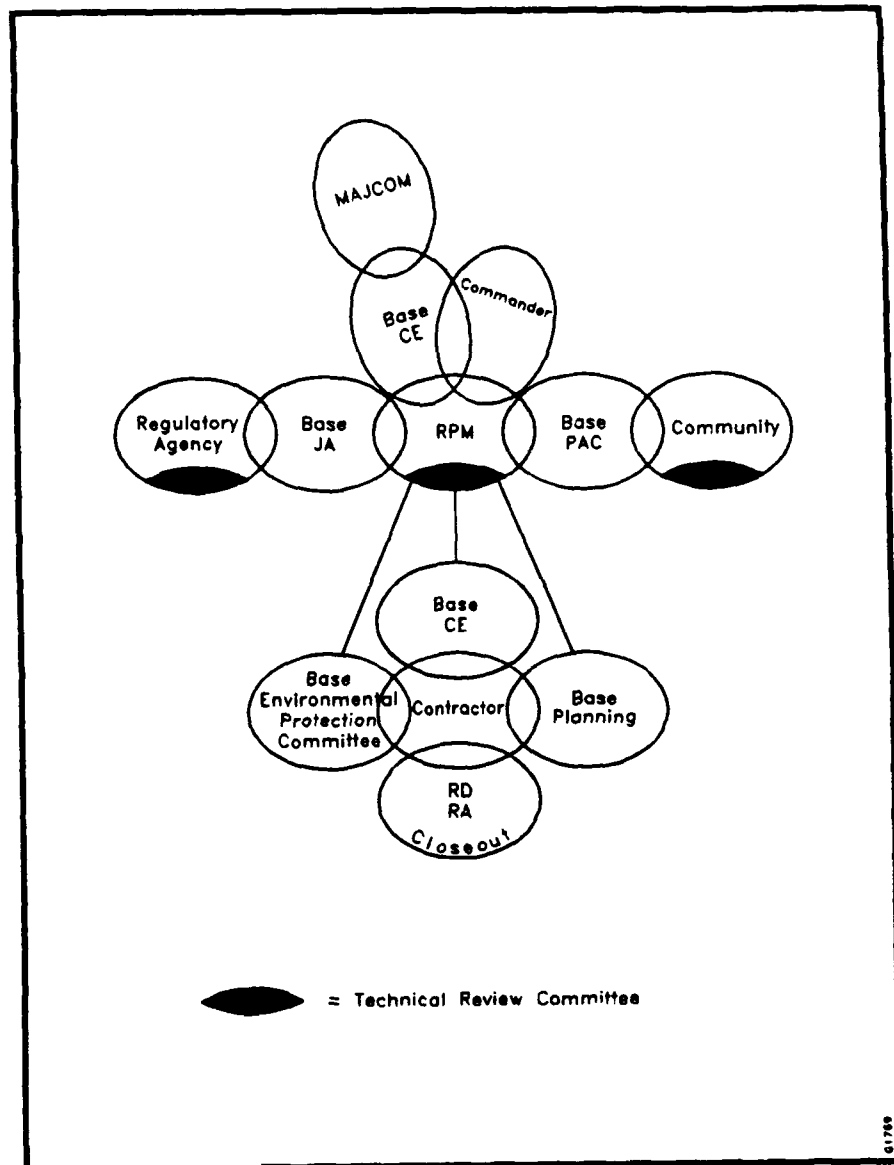 MAJCOM
Base
CE
Commander
Regulatory
Agency
Base
JA
RPM
Base
PAC
Community
Base
CE
Base
Environmental
Protection
Committee
Contractor
Base
Planning
RD
RA
Closeout
= Technical Review Committee
G1769